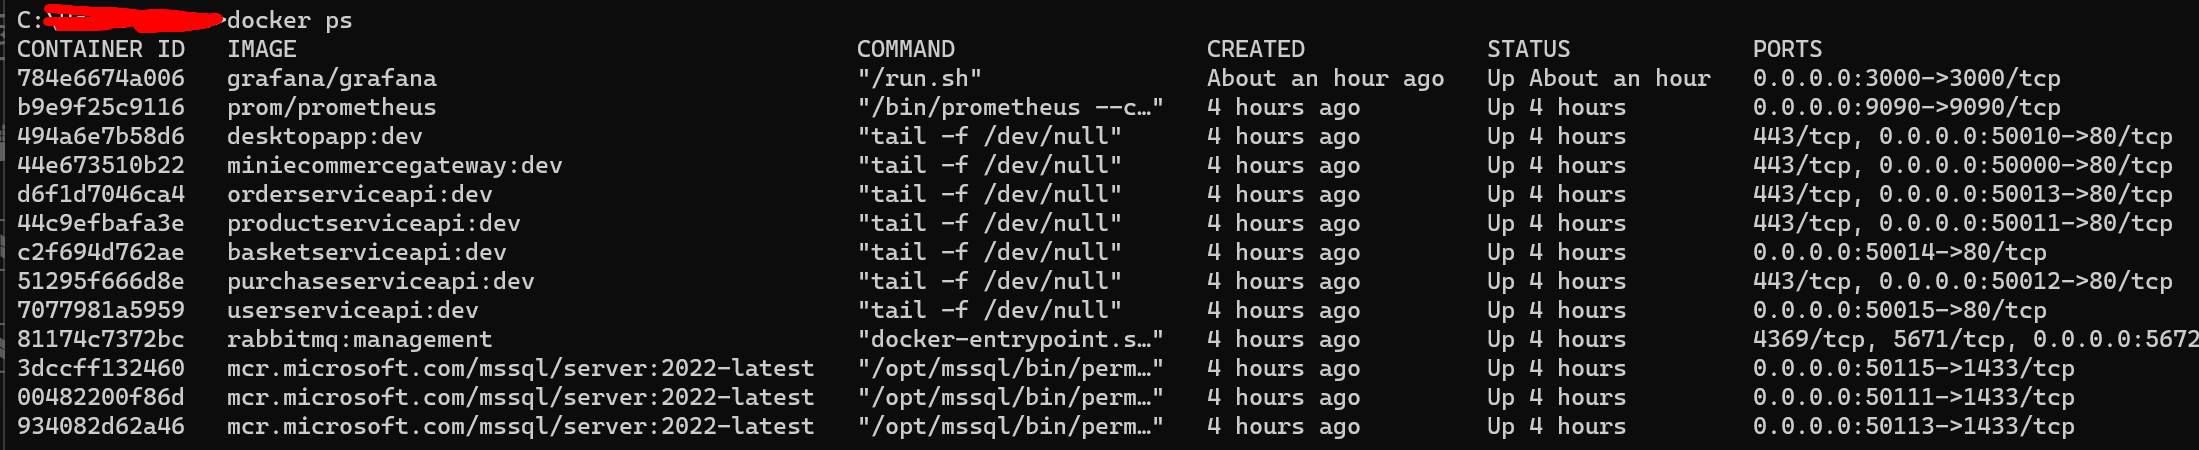 C:\ docker ps
CONTAINER ID IMAGE COMMAND CREATED STATUS PORTS
784e6674a006 grafana/grafana "/run.sh" About an hour ago Up About an hour 0.0.0.0:3000->3000/tcp
b9e9f25c9116 prom/prometheus "/bin/prometheus --c…" 4 hours ago Up 4 hours 0.0.0.0:9090->9090/tcp
494a6e7b58d6 desktopapp:dev "tail -f /dev/null" 4 hours ago Up 4 hours 443/tcp, 0.0.0.0:50010->80/tcp
44e673510b22 miniecommercegateway:dev "tail -f /dev/null" 4 hours ago Up 4 hours 443/tcp, 0.0.0.0:50000->80/tcp
d6f1d7046ca4 orderserviceapi:dev "tail -f /dev/null" 4 hours ago Up 4 hours 443/tcp, 0.0.0.0:50013->80/tcp
44c9efbafa3e productserviceapi:dev "tail -f /dev/null" 4 hours ago Up 4 hours 443/tcp, 0.0.0.0:50011->80/tcp
c2f694d762ae basketserviceapi:dev "tail -f /dev/null" 4 hours ago Up 4 hours 0.0.0.0:50014->80/tcp
51295f666d8e purchaseserviceapi:dev "tail -f /dev/null" 4 hours ago Up 4 hours 443/tcp, 0.0.0.0:50012->80/tcp
7077981a5959 userserviceapi:dev "tail -f /dev/null" 4 hours ago Up 4 hours 0.0.0.0:50015->80/tcp
81174c7372bc rabbitmq:management "docker-entrypoint.s…" 4 hours ago Up 4 hours 4369/tcp, 5671/tcp, 0.0.0.0:5672
3dccff132460 mcr.microsoft.com/mssql/server:2022-latest "/opt/mssql/bin/perm…" 4 hours ago Up 4 hours 0.0.0.0:50115->1433/tcp
00482200f86d mcr.microsoft.com/mssql/server:2022-latest "/opt/mssql/bin/perm…" 4 hours ago Up 4 hours 0.0.0.0:50111->1433/tcp
934082d62a46 mcr.microsoft.com/mssql/server:2022-latest "/opt/mssql/bin/perm…" 4 hours ago Up 4 hours 0.0.0.0:50113->1433/tcp